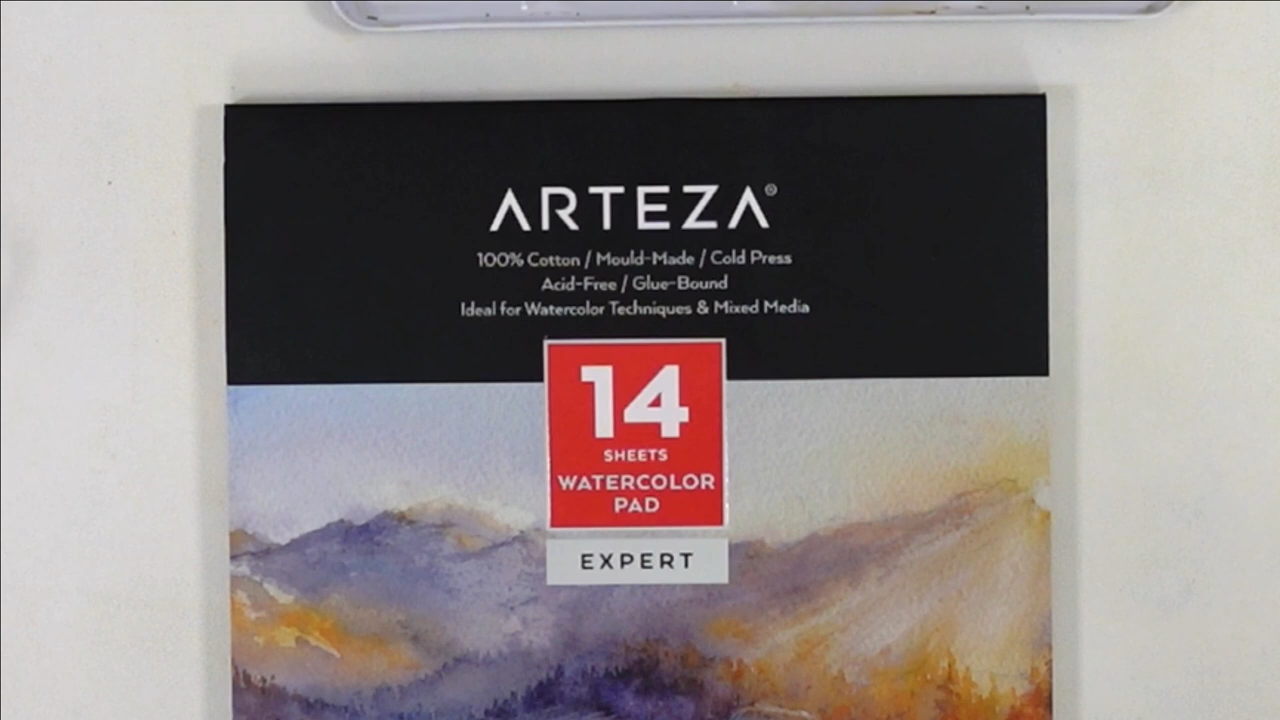 ARTEZA®
100% Cotton / Mould-Made / Cold Press
Acid-Free / Glue-Bound
Ideal for Watercolor Techniques & Mixed Media
14
SHEETS
WATERCOLOR
PAD
EXPERT